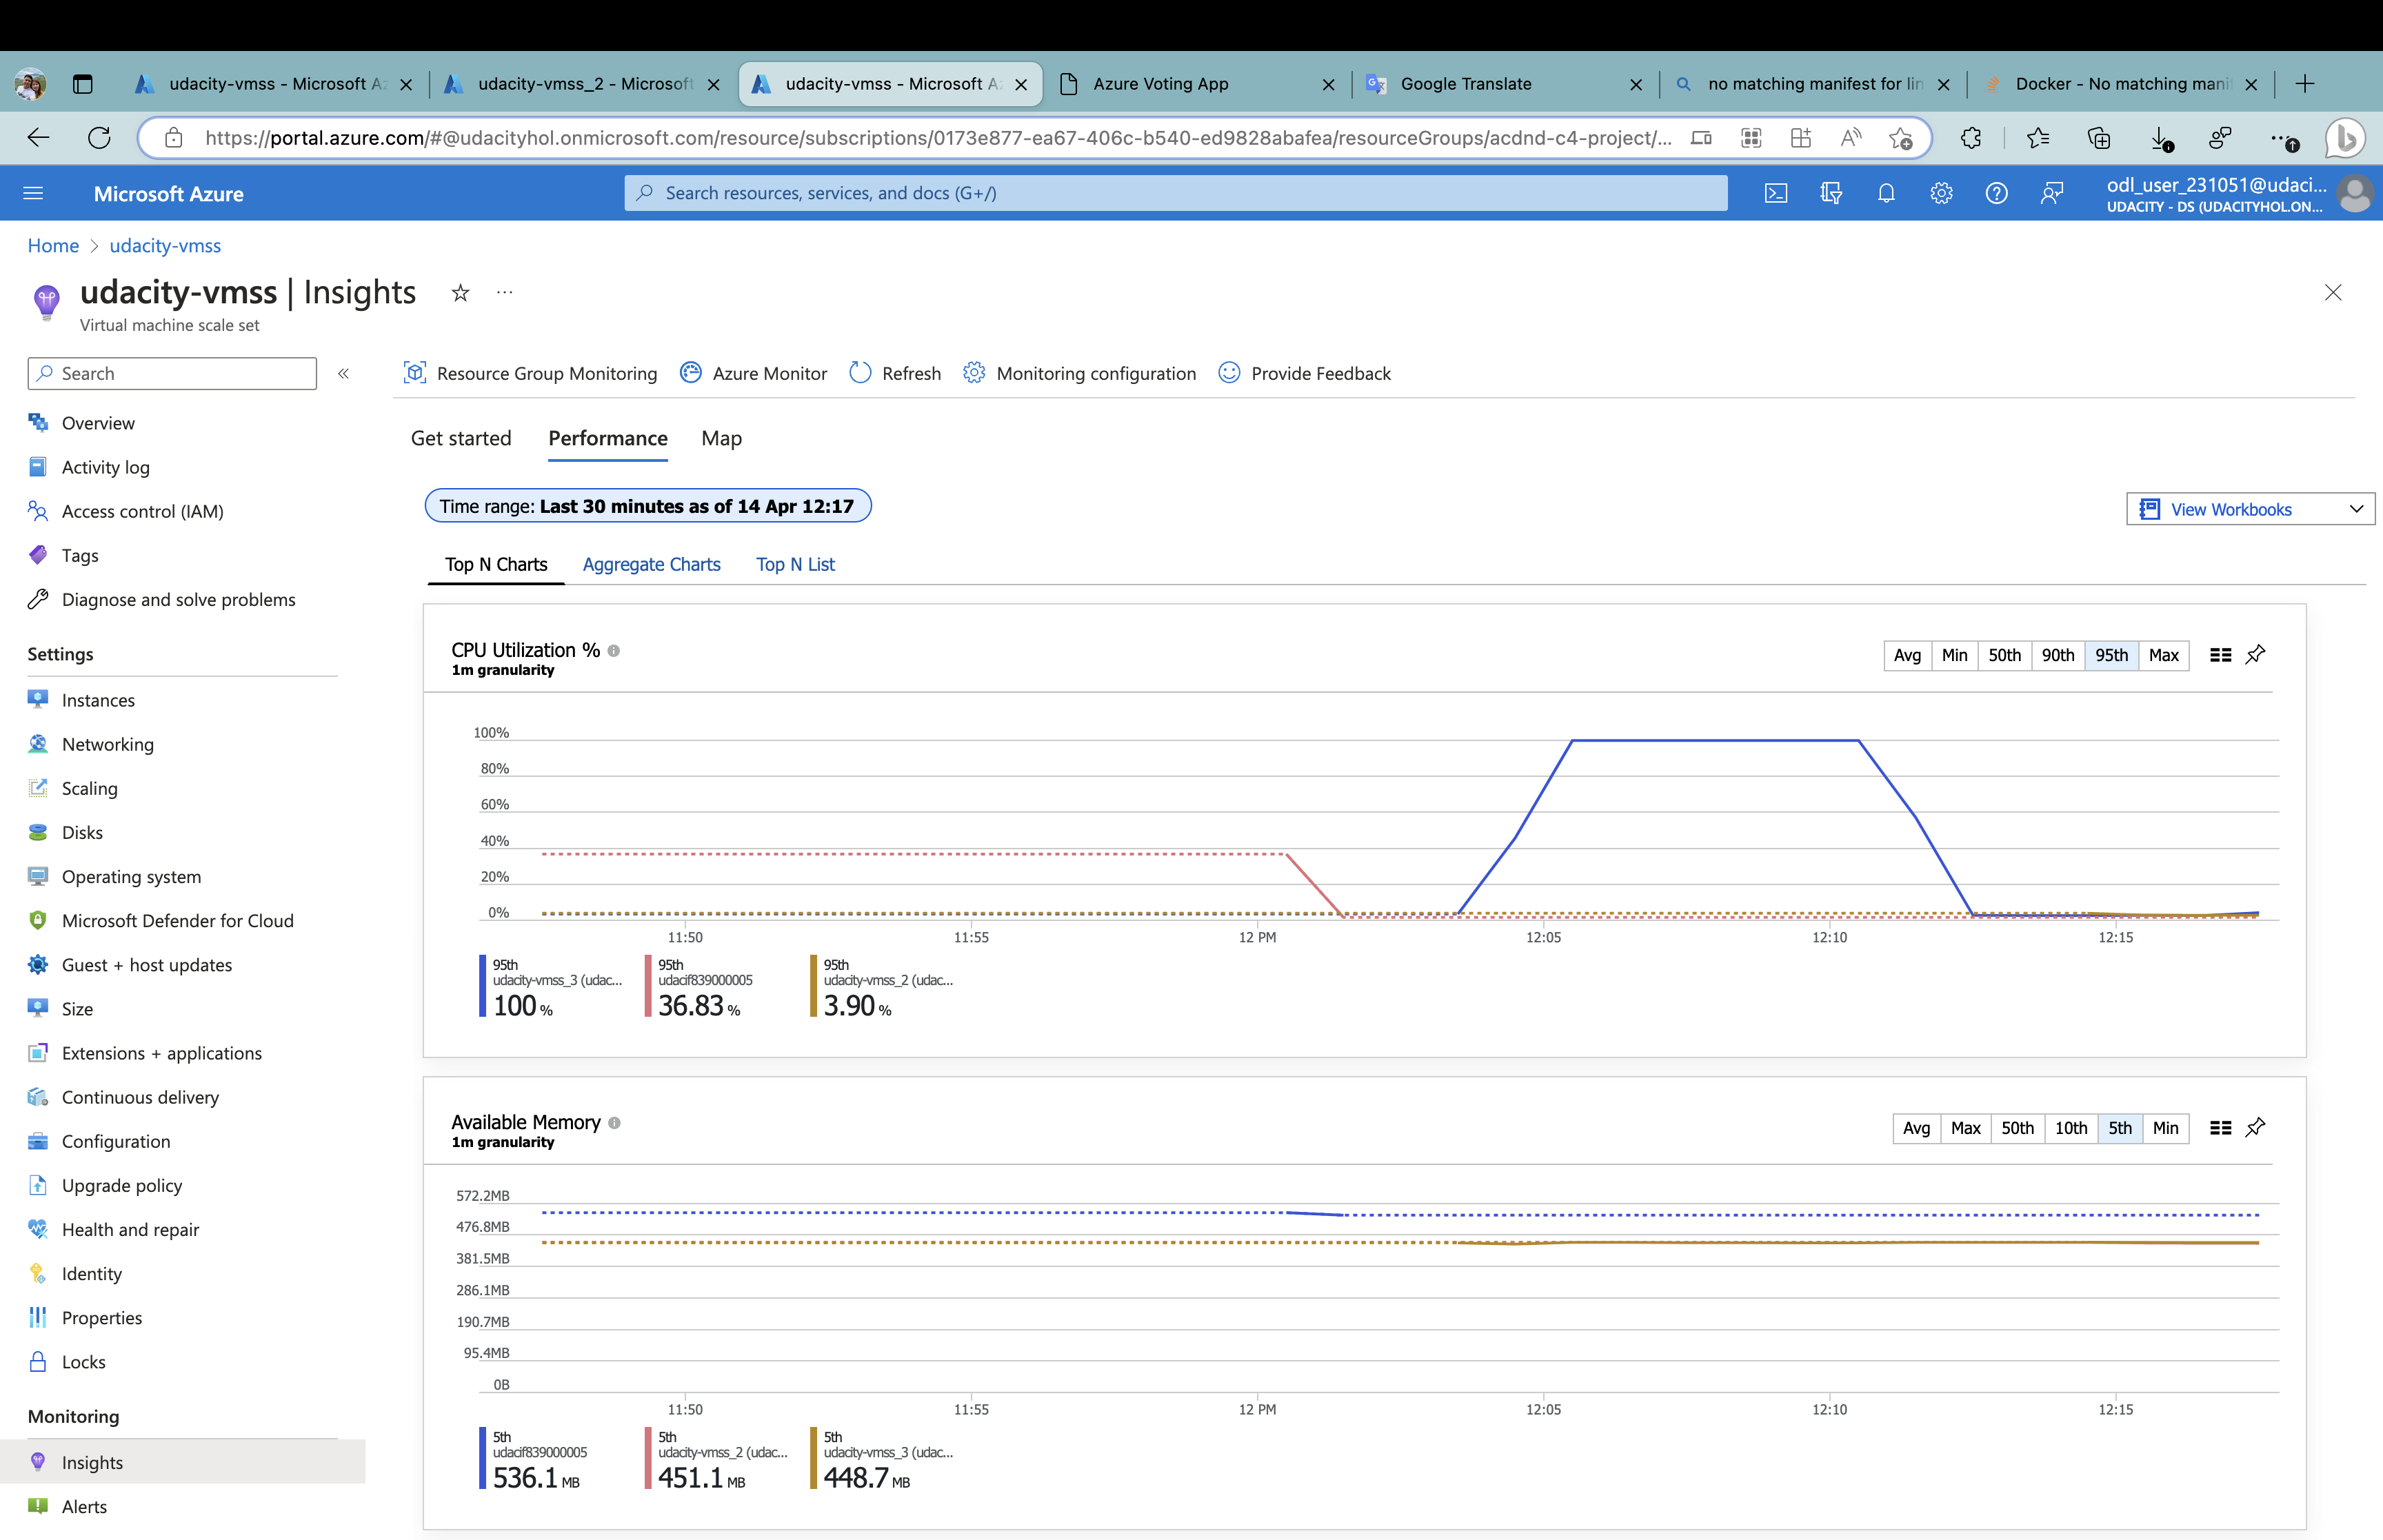 udacity-vmss - Microsoft Az
udacity-vmss_2 - Microsoft
udacity-vmss - Microsoft Az
Azure Voting App
Google Translate
no matching manifest for lin
Docker - No matching manif
https://portal.azure.com/#@udacityhol.onmicrosoft.com/resource/subscriptions/0173e877-ea67-406c-b540-ed9828abafea/resourceGroups/acdnd-c4-project/...
Microsoft Azure
Search resources, services, and docs (G+/)
odl_user_231051@udaci...
UDACITY - DS (UDACITYHOL.ON...
Home > udacity-vmss
udacity-vmss | Insights
Virtual machine scale set
Search
Overview
Activity log
Access control (IAM)
Tags
Diagnose and solve problems
Settings
Instances
Networking
Scaling
Disks
Operating system
Microsoft Defender for Cloud
Guest + host updates
Size
Extensions + applications
Continuous delivery
Configuration
Upgrade policy
Health and repair
Identity
Properties
Locks
Monitoring
Insights
Alerts
Resource Group Monitoring
Azure Monitor
Refresh
Monitoring configuration
Provide Feedback
Get started
Performance
Map
Time range: Last 30 minutes as of 14 Apr 12:17
View Workbooks
Top N Charts
Aggregate Charts
Top N List
CPU Utilization %
1m granularity
Avg
Min
50th
90th
95th
Max
100%
80%
60%
40%
20%
0%
11:50
11:55
12 PM
12:05
12:10
12:15
95th
udacity-vmss_3 (udac...
100 %
95th
udacif839000005
36.83 %
95th
udacity-vmss_2 (udac...
3.90 %
Available Memory
1m granularity
Avg
Max
50th
10th
5th
Min
572.2MB
476.8MB
381.5MB
286.1MB
190.7MB
95.4MB
0B
11:50
11:55
12 PM
12:05
12:10
12:15
5th
udacif839000005
536.1 MB
5th
udacity-vmss_2 (udac...
451.1 MB
5th
udacity-vmss_3 (udac...
448.7 MB